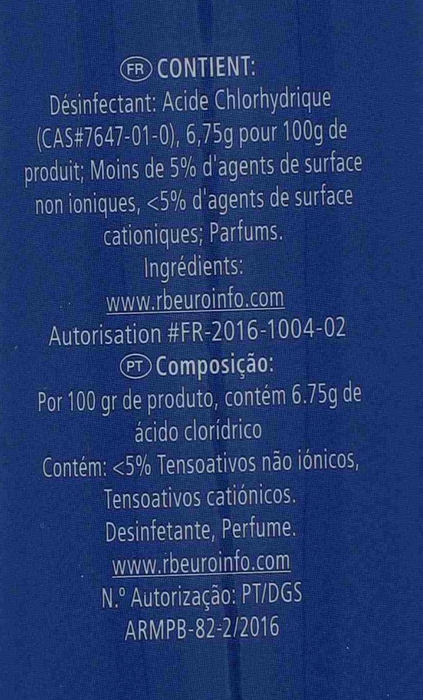 FR CONTIENT:
Désinfectant: Acide Chlorhydrique
(CAS#7647-01-0), 6,75g pour 100g de
produit; Moins de 5% d'agents de surface
non ioniques, <5% d'agents de surface
cationiques; Parfums.
Ingrédients:
www.rbeuroinfo.com
Autorisation #FR-2016-1004-02
PT Composição:
Por 100 gr de produto, contém 6.75g de
ácido clorídrico
Contém: <5% Tensoativos não iónicos,
Tensoativos catiónicos.
Desinfetante, Perfume.
www.rbeuroinfo.com
N.º Autorização: PT/DGS
ARMPB-82-2/2016